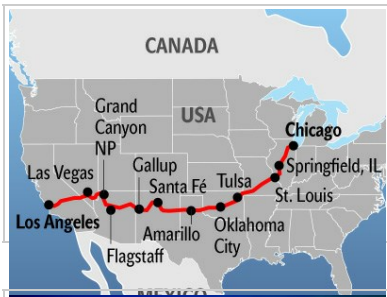 CANADA
USA
Grand
Canyon
NP
Chicago
Las Vegas
Gallup
Santa Fé
Tulsa
Springfield, IL
St. Louis
Los Angeles
Amarillo
Oklahoma
City
Flagstaff
MEXICO